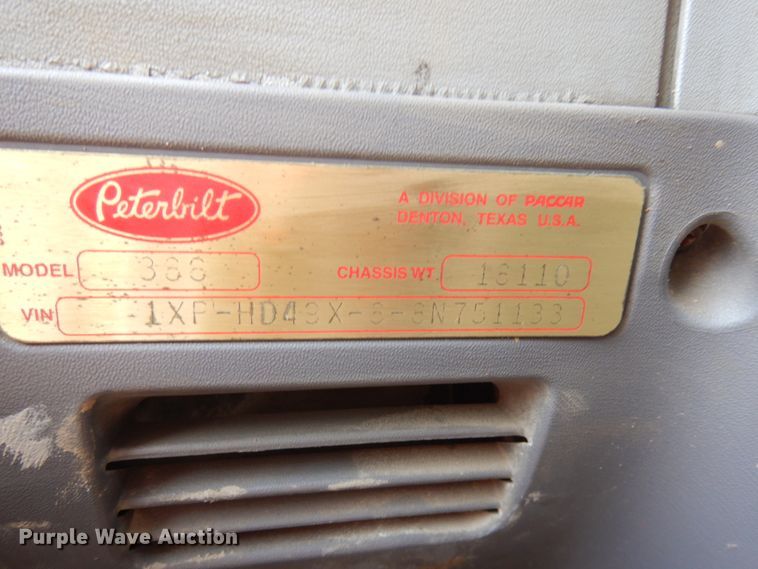 Peterbilt
A DIVISION OF PACCAR
DENTON, TEXAS U.S.A.
MODEL 386
CHASSIS WT. 16110
VIN 1XP-HD49X-8-8N751133
Purple Wave Auction